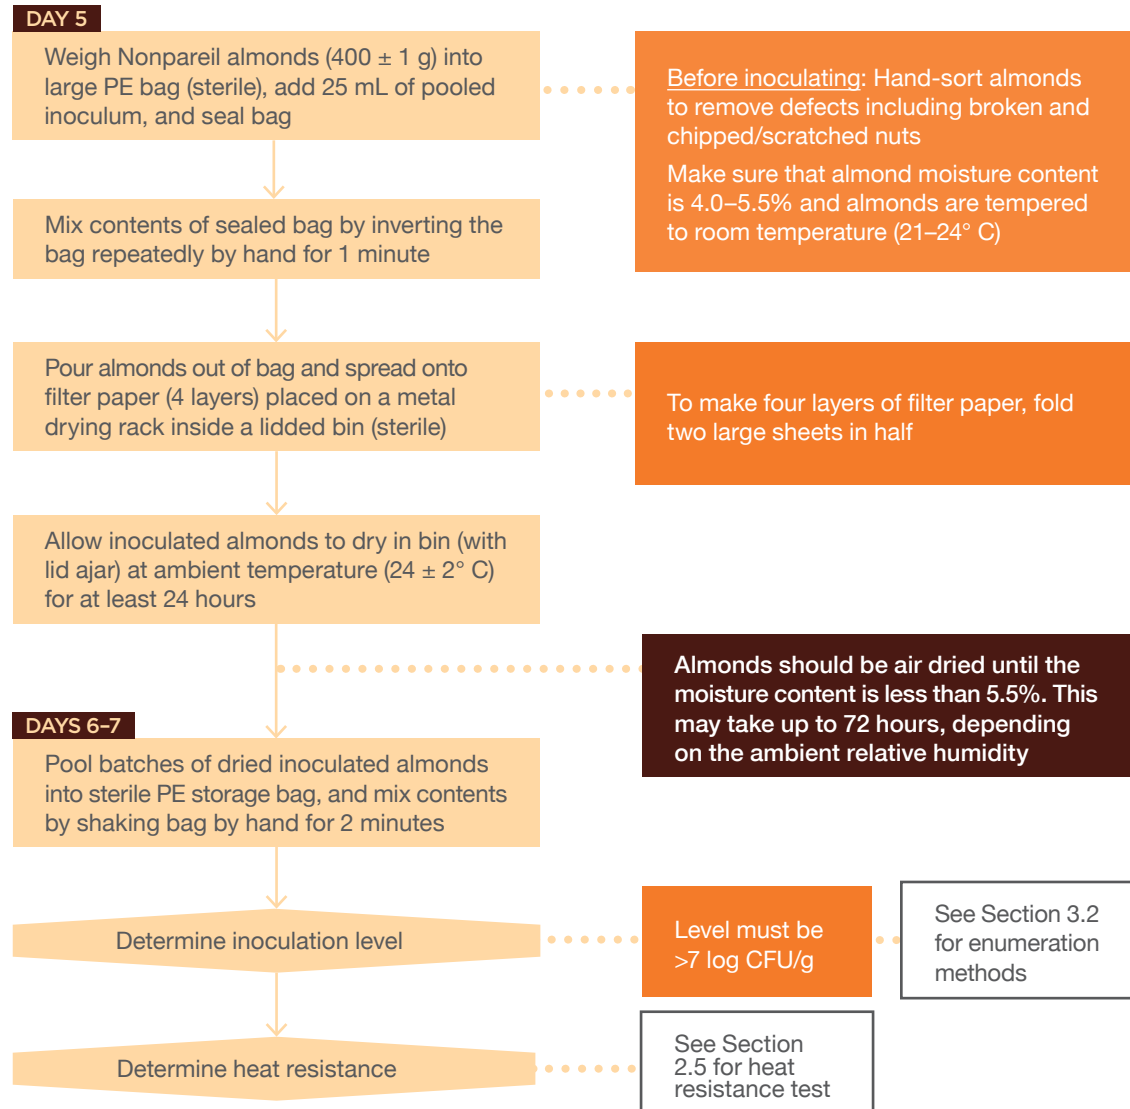 DAY 5
Weigh Nonpareil almonds (400 ± 1 g) into
large PE bag (sterile), add 25 mL of pooled
inoculum, and seal bag
Before inoculating: Hand-sort almonds
to remove defects including broken and
chipped/scratched nuts
Make sure that almond moisture content
is 4.0–5.5% and almonds are tempered
to room temperature (21–24° C)
Mix contents of sealed bag by inverting the
bag repeatedly by hand for 1 minute
Pour almonds out of bag and spread onto
filter paper (4 layers) placed on a metal
drying rack inside a lidded bin (sterile)
To make four layers of filter paper, fold
two large sheets in half
Allow inoculated almonds to dry in bin (with
lid ajar) at ambient temperature (24 ± 2° C)
for at least 24 hours
Almonds should be air dried until the
moisture content is less than 5.5%. This
may take up to 72 hours, depending
on the ambient relative humidity
DAYS 6–7
Pool batches of dried inoculated almonds
into sterile PE storage bag, and mix contents
by shaking bag by hand for 2 minutes
Determine inoculation level
Level must be
>7 log CFU/g
See Section 3.2
for enumeration
methods
Determine heat resistance
See Section
2.5 for heat
resistance test